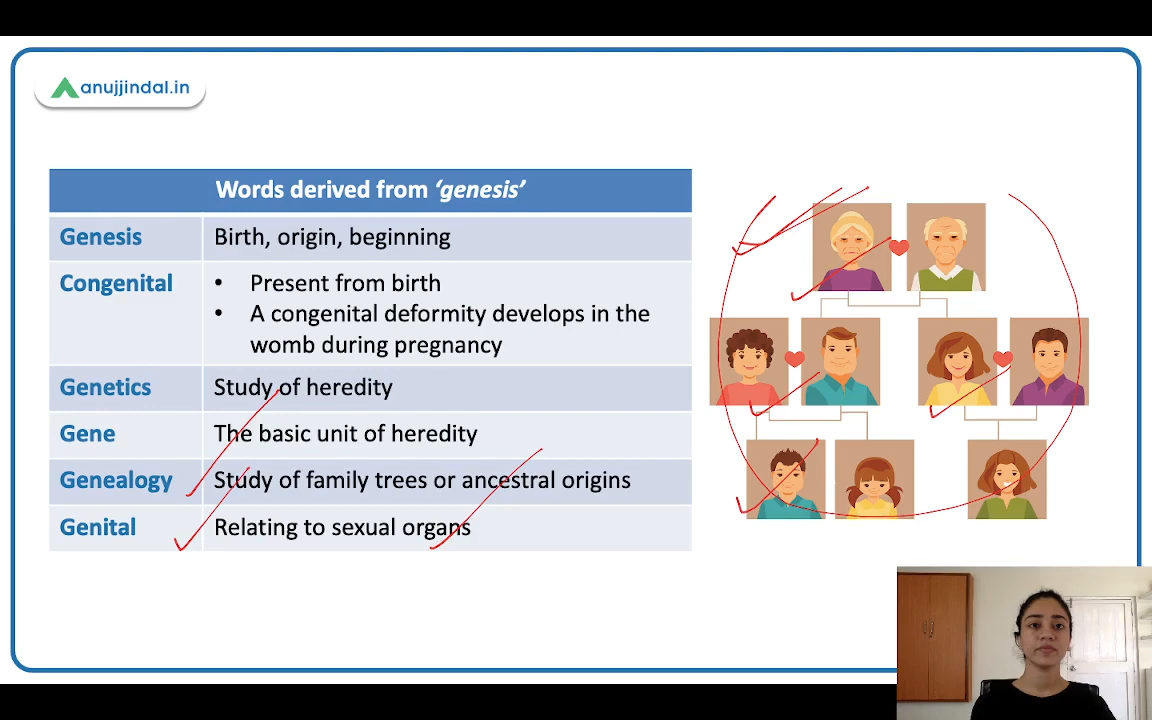 anujjindal.in
Words derived from ‘genesis’
Genesis Birth, origin, beginning
Congenital • Present from birth
• A congenital deformity develops in the
womb during pregnancy
Genetics Study of heredity
Gene The basic unit of heredity
Genealogy Study of family trees or ancestral origins
Genital Relating to sexual organs